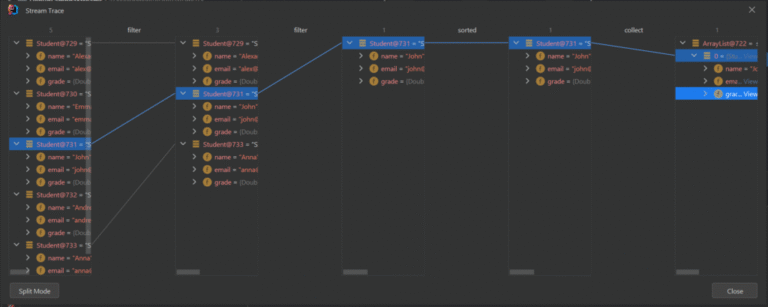 Stream Trace
5 filter 3 filter 1 sorted 1 collect 1
Student@729 = "S
name = "Alexa
email = "alex@
grade = {Doub
Student@730 = "S
name = "Emm
email = "emma
grade = {Doub
Student@731 = "S
name = "John"
email = "john@
grade = {Doub
Student@732 = "S
name = "Andre
email = "andre
grade = {Doub
Student@733 = "S
name = "Anna"
email = "anna@
Student@729 = "S
name = "Alexa
email = "alex@
grade = {Doub
Student@731 = "S
name = "John"
email = "john@
grade = {Doub
Student@733 = "S
name = "Anna"
email = "anna@
grade = {Doub
Student@731 = "S
name = "John"
email = "john@
grade = {Doub
Student@731 = "S
name = "John"
email = "john@
grade = {Doub
ArrayList@722 =
0 =
name = "Jo
ema... View
grac... View
Split Mode
Close